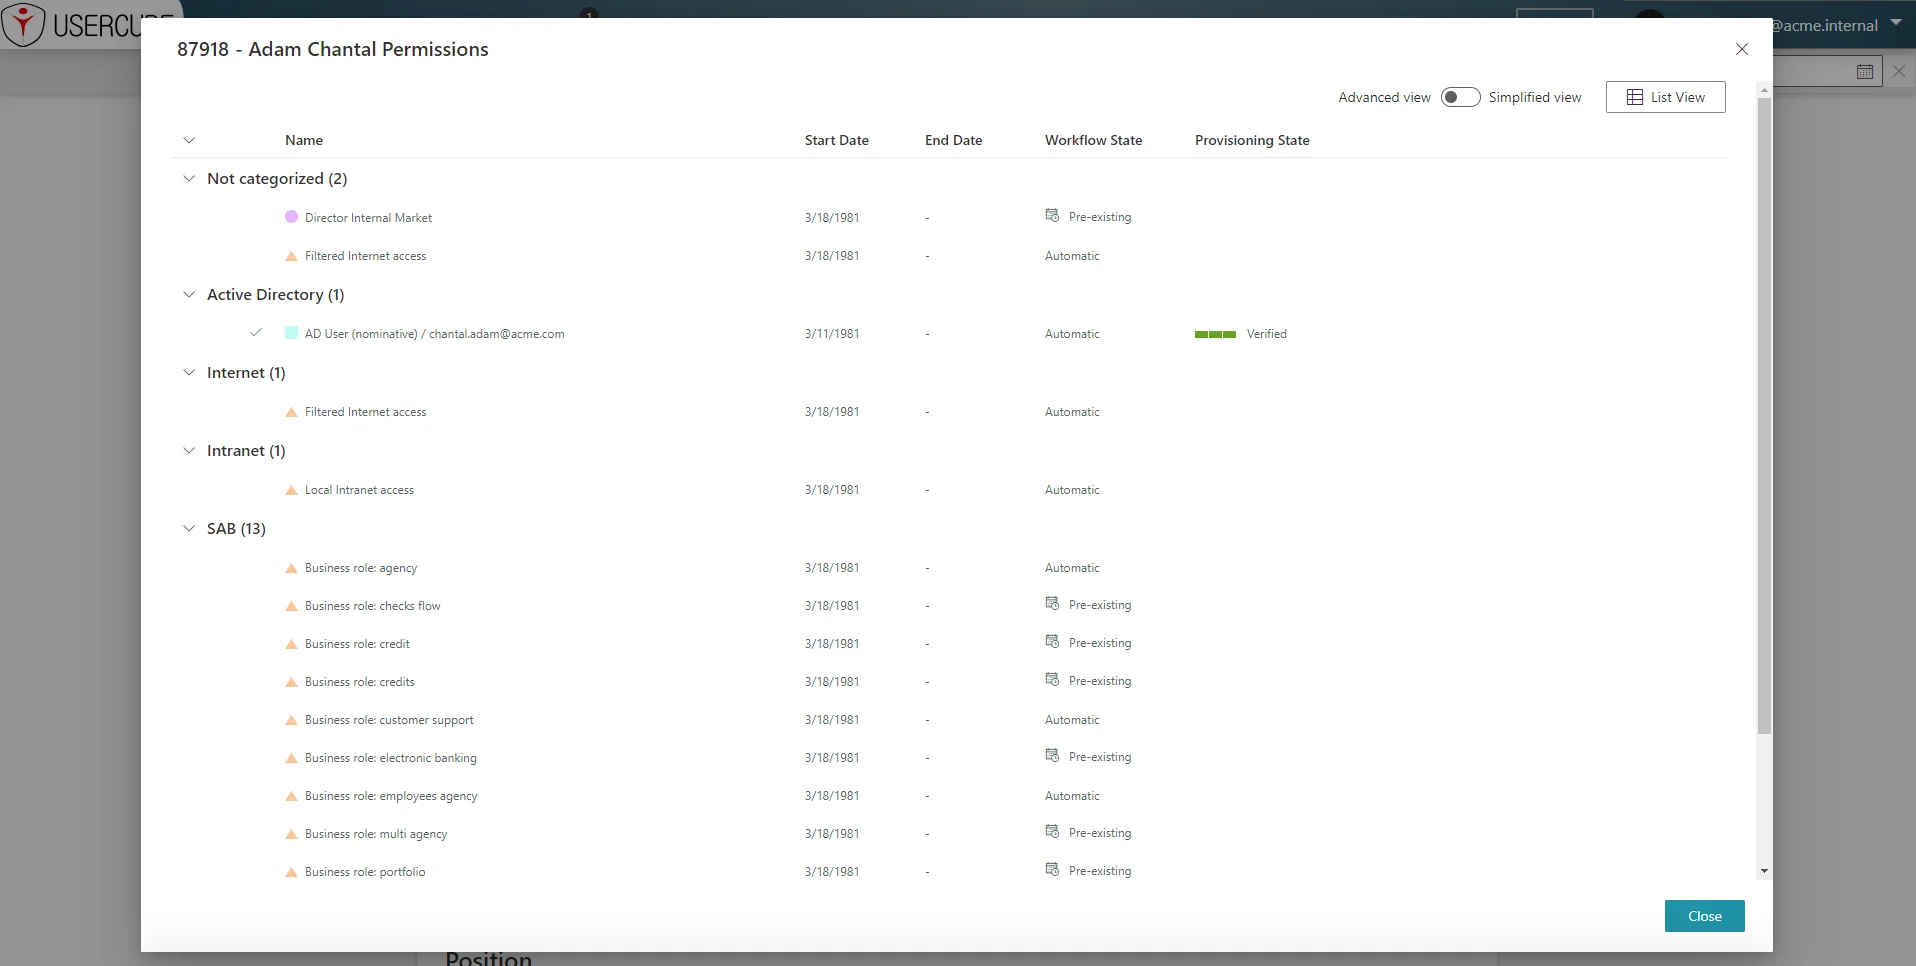 USERCU
1
@acme.internal
87918 - Adam Chantal Permissions
Advanced view Simplified view List View
Name Start Date End Date Workflow State Provisioning State
Not categorized (2)
Director Internal Market 3/18/1981 - Pre-existing
Filtered Internet access 3/18/1981 - Automatic
Active Directory (1)
AD User (nominative) / chantal.adam@acme.com 3/11/1981 - Automatic Verified
Internet (1)
Filtered Internet access 3/18/1981 - Automatic
Intranet (1)
Local Intranet access 3/18/1981 - Automatic
SAB (13)
Business role: agency 3/18/1981 - Automatic
Business role: checks flow 3/18/1981 - Pre-existing
Business role: credit 3/18/1981 - Pre-existing
Business role: credits 3/18/1981 - Pre-existing
Business role: customer support 3/18/1981 - Automatic
Business role: electronic banking 3/18/1981 - Pre-existing
Business role: employees agency 3/18/1981 - Automatic
Business role: multi agency 3/18/1981 - Pre-existing
Business role: portfolio 3/18/1981 - Pre-existing
Close
Position